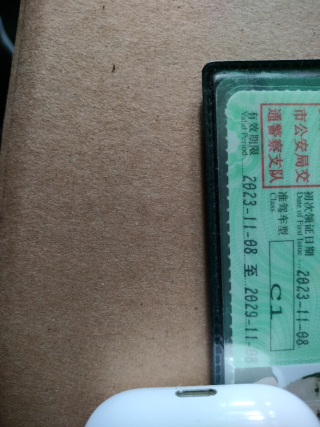 初次领证日期 2023-11-08
Date of First Issue
准驾车型 C1
Class
有效期限 2023-11-08 至 2029-11-08
Valid Period
市公安局交
通警察支队